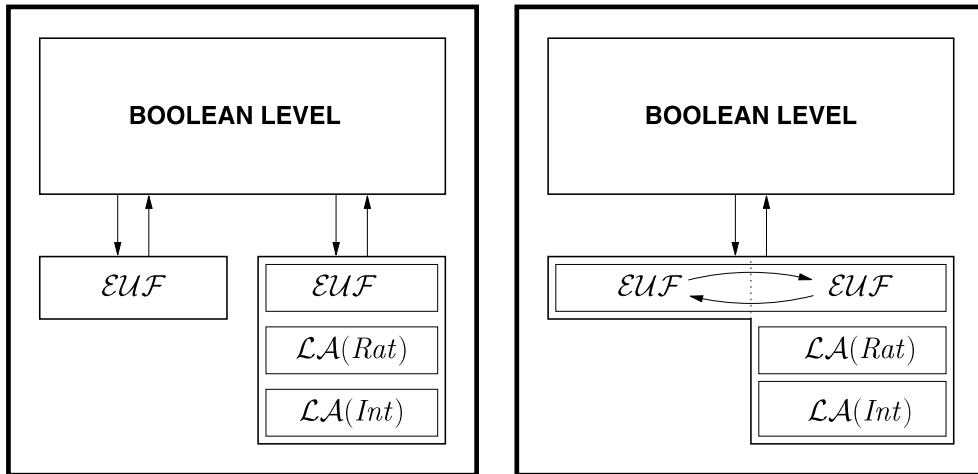 BOOLEAN LEVEL
ℰ𝒰ℱ
ℰ𝒰ℱ
ℒ𝒜(Rat)
ℒ𝒜(Int)
BOOLEAN LEVEL
ℰ𝒰ℱ
ℰ𝒰ℱ
ℒ𝒜(Rat)
ℒ𝒜(Int)